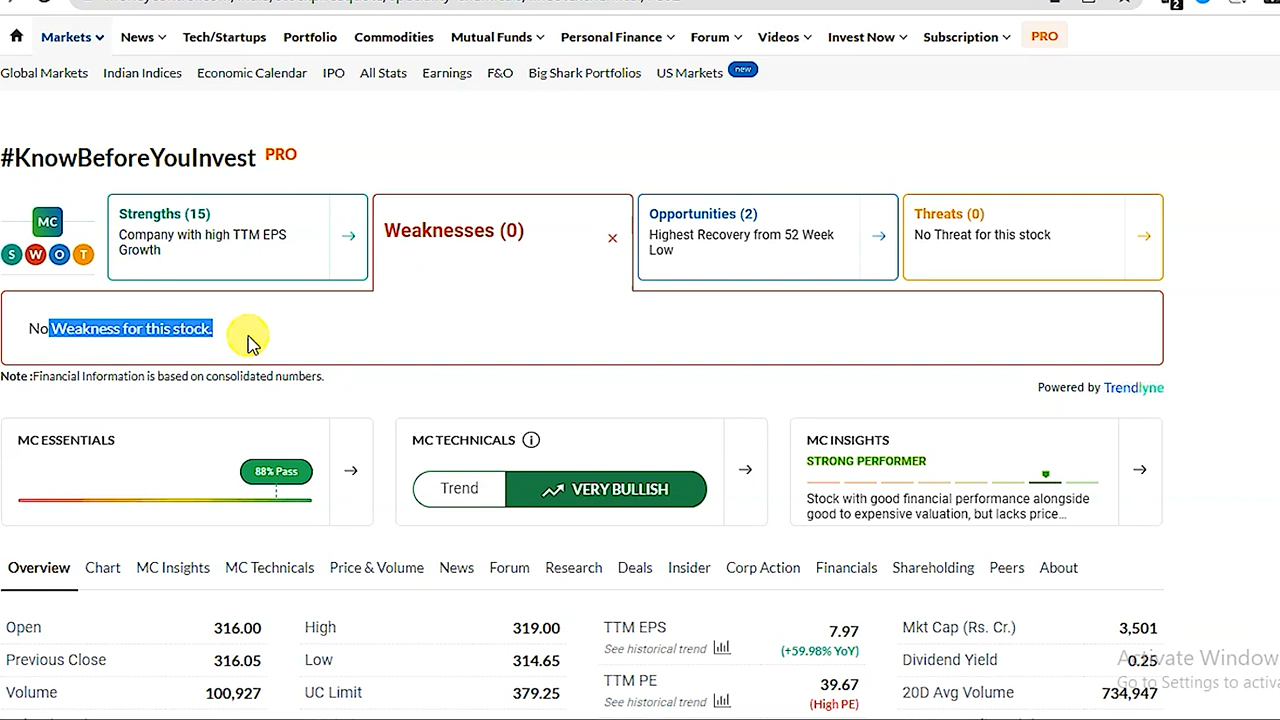 Markets News Tech/Startups Portfolio Commodities Mutual Funds Personal Finance Forum Videos Invest Now Subscription PRO
Global Markets Indian Indices Economic Calendar IPO All Stats Earnings F&O Big Shark Portfolios US Markets new
#KnowBeforeYouInvest PRO
MC
S W O T
Strengths (15)
Company with high TTM EPS
Growth
Weaknesses (0)
Opportunities (2)
Highest Recovery from 52 Week
Low
Threats (0)
No Threat for this stock
No Weakness for this stock.
Note :Financial Information is based on consolidated numbers.
Powered by Trendlyne
MC ESSENTIALS
88% Pass
MC TECHNICALS
Trend VERY BULLISH
MC INSIGHTS
STRONG PERFORMER
Stock with good financial performance alongside
good to expensive valuation, but lacks price...
Overview Chart MC Insights MC Technicals Price & Volume News Forum Research Deals Insider Corp Action Financials Shareholding Peers About
Open 316.00
Previous Close 316.05
Volume 100,927
High 319.00
Low 314.65
UC Limit 379.25
TTM EPS 7.97
See historical trend (+59.98% YoY)
TTM PE 39.67
See historical trend (High PE)
Mkt Cap (Rs. Cr.) 3,501
Dividend Yield 0.25
20D Avg Volume 734,947
Activate Window
Go to Settings to activa